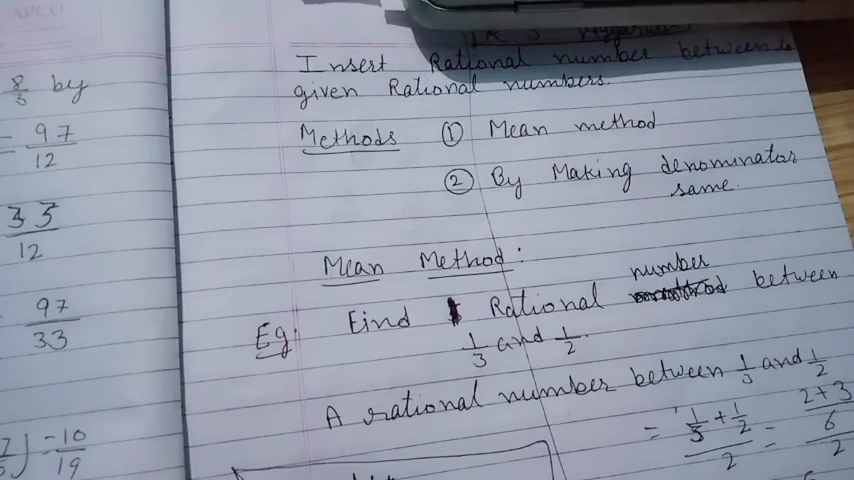 8/3 by
= 97/12
33/12
97/33
-10/19
Insert Rational number between
given Rational numbers
Methods ① Mean method
② By Making denominator
same.
Mean Method:
Eg: Find 1 Rational number between
1/3 and 1/2.
A rational number between 1/3 and 1/2
= (1/3 + 1/2)/2 = ((2+3)/6)/2